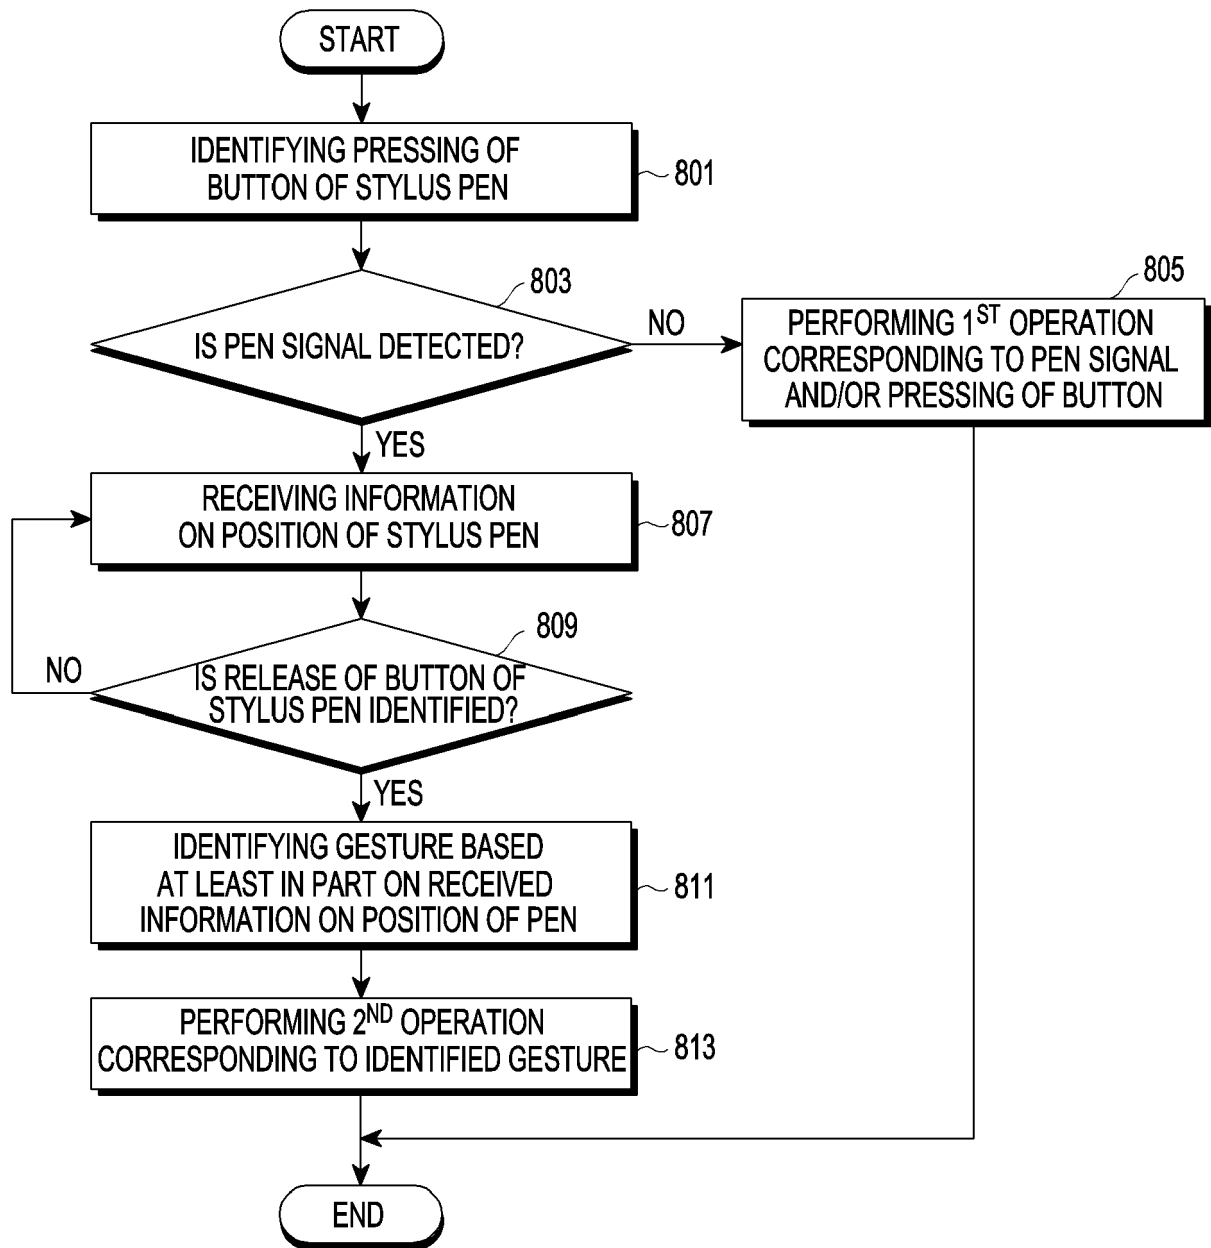 START
IDENTIFYING PRESSING OF
BUTTON OF STYLUS PEN
801
803
IS PEN SIGNAL DETECTED?
NO
805
PERFORMING 1ST OPERATION
CORRESPONDING TO PEN SIGNAL
AND/OR PRESSING OF BUTTON
YES
RECEIVING INFORMATION
ON POSITION OF STYLUS PEN
807
809
IS RELEASE OF BUTTON OF
STYLUS PEN IDENTIFIED?
NO
YES
IDENTIFYING GESTURE BASED
AT LEAST IN PART ON RECEIVED
INFORMATION ON POSITION OF PEN
811
PERFORMING 2ND OPERATION
CORRESPONDING TO IDENTIFIED GESTURE
813
END